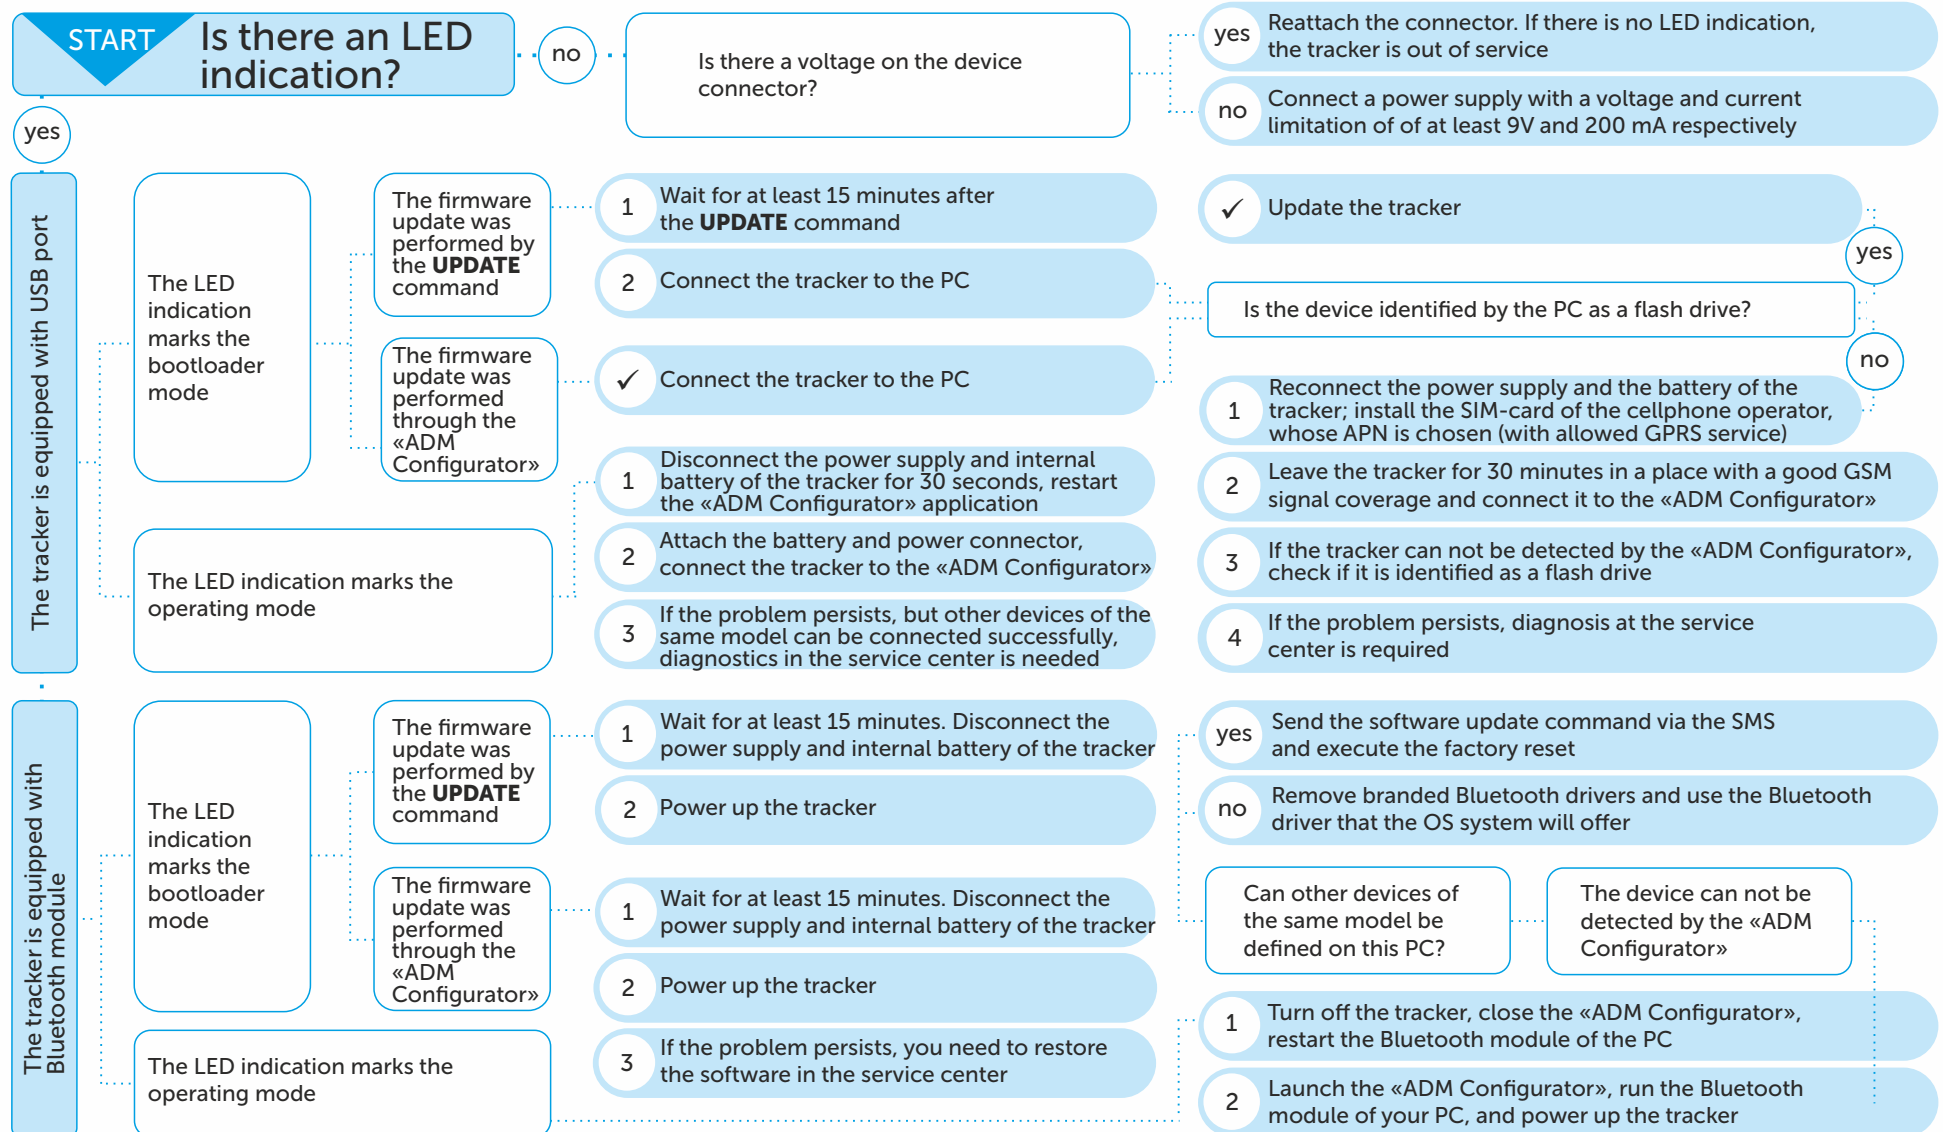 START
Is there an LED
indication?
no
Is there a voltage on the device
connector?
yes
Reattach the connector. If there is no LED indication,
the tracker is out of service
no
Connect a power supply with a voltage and current
limitation of of at least 9V and 200 mA respectively
yes
The tracker is equipped with USB port
The LED
indication
marks the
bootloader
mode
The firmware
update was
performed by
the UPDATE
command
1
Wait for at least 15 minutes after
the UPDATE command
2
Connect the tracker to the PC
The firmware
update was
performed
through the
«ADM
Configurator»
✓
Connect the tracker to the PC
✓
Update the tracker
yes
Is the device identified by the PC as a flash drive?
no
1
Reconnect the power supply and the battery of the
tracker; install the SIM-card of the cellphone operator,
whose APN is chosen (with allowed GPRS service)
2
Leave the tracker for 30 minutes in a place with a good GSM
signal coverage and connect it to the «ADM Configurator»
3
If the tracker can not be detected by the «ADM Configurator»,
check if it is identified as a flash drive
4
If the problem persists, diagnosis at the service
center is required
The LED indication marks the
operating mode
1
Disconnect the power supply and internal
battery of the tracker for 30 seconds, restart
the «ADM Configurator» application
2
Attach the battery and power connector,
connect the tracker to the «ADM Configurator»
3
If the problem persists, but other devices of the
same model can be connected successfully,
diagnostics in the service center is needed
The tracker is equipped with
Bluetooth module
The LED
indication
marks the
bootloader
mode
The firmware
update was
performed by
the UPDATE
command
1
Wait for at least 15 minutes. Disconnect the
power supply and internal battery of the tracker
2
Power up the tracker
The firmware
update was
performed
through the
«ADM
Configurator»
1
Wait for at least 15 minutes. Disconnect the
power supply and internal battery of the tracker
2
Power up the tracker
3
If the problem persists, you need to restore
the software in the service center
The LED indication marks the
operating mode
yes
Send the software update command via the SMS
and execute the factory reset
no
Remove branded Bluetooth drivers and use the Bluetooth
driver that the OS system will offer
Can other devices of
the same model be
defined on this PC?
The device can not be
detected by the «ADM
Configurator»
1
Turn off the tracker, close the «ADM Configurator»,
restart the Bluetooth module of the PC
2
Launch the «ADM Configurator», run the Bluetooth
module of your PC, and power up the tracker